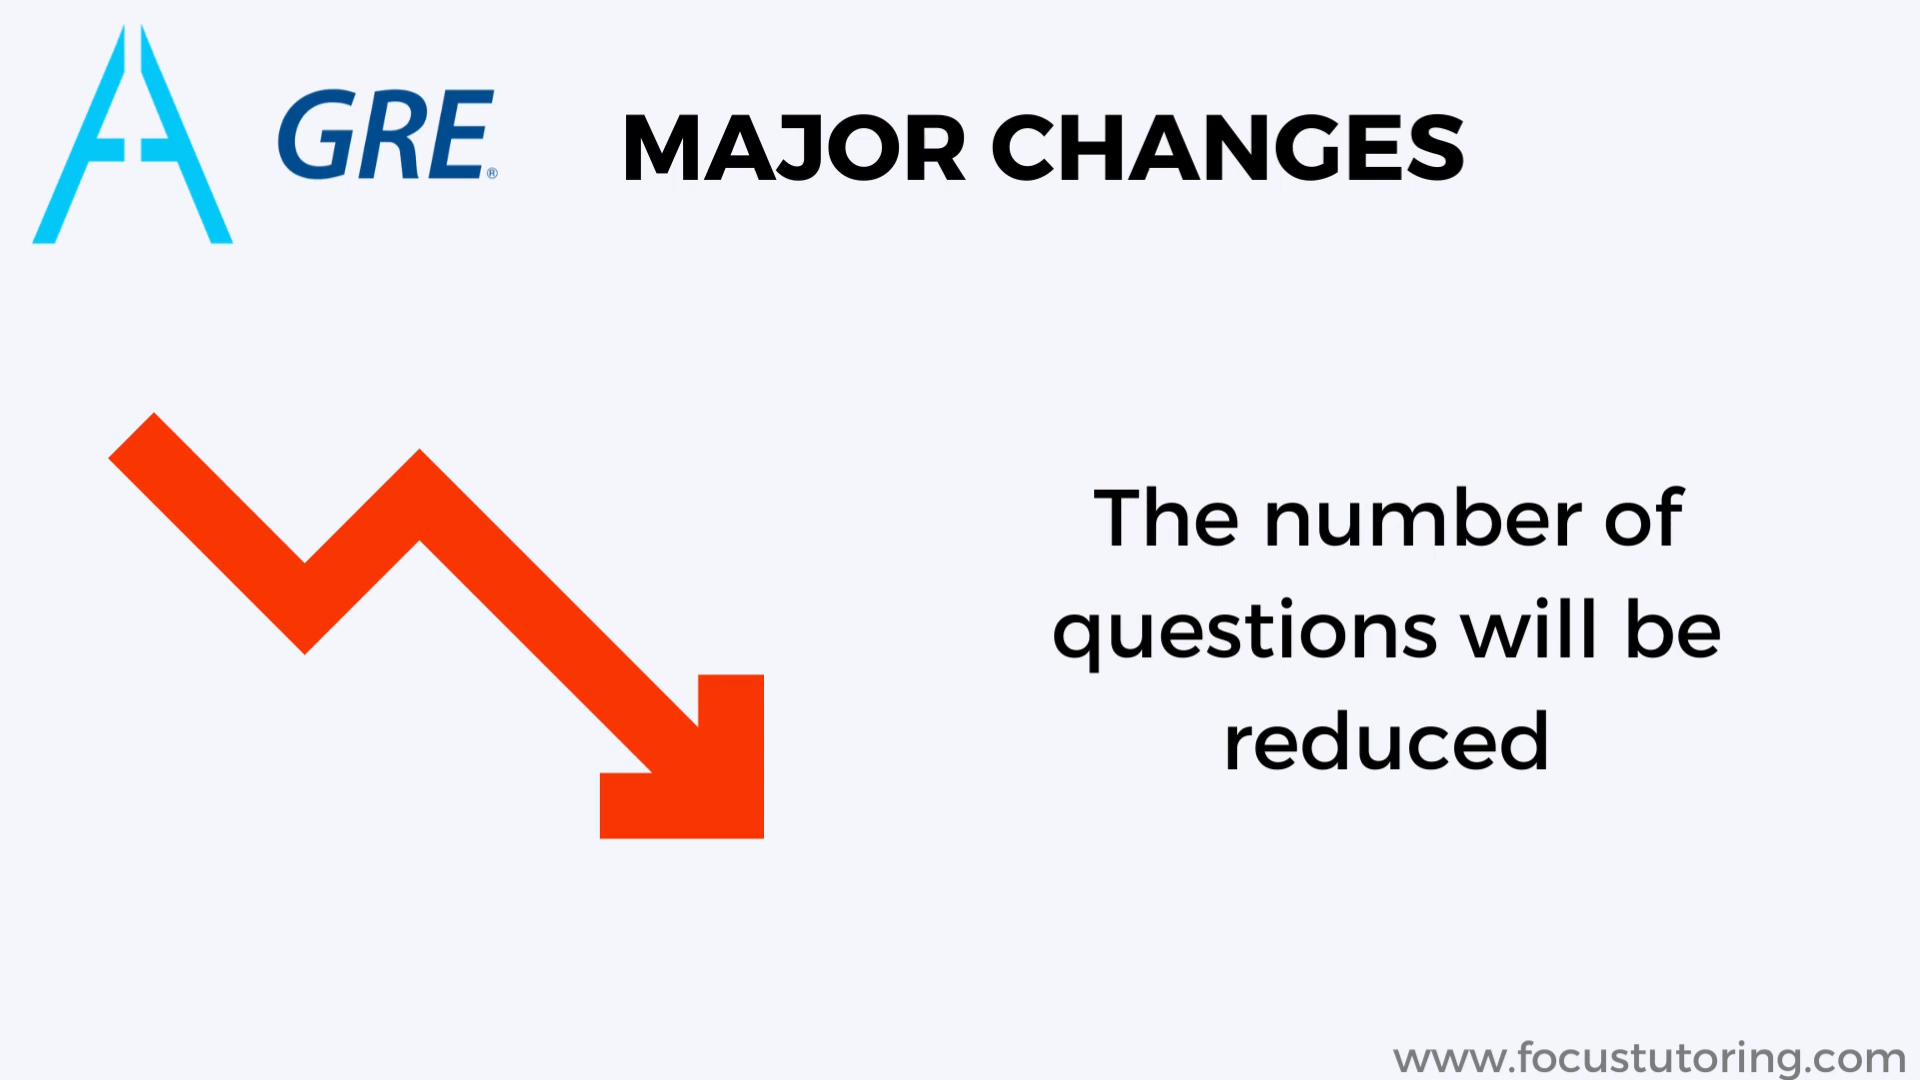 GRE®
MAJOR CHANGES
The number of
questions will be
reduced
www.focustutoring.com